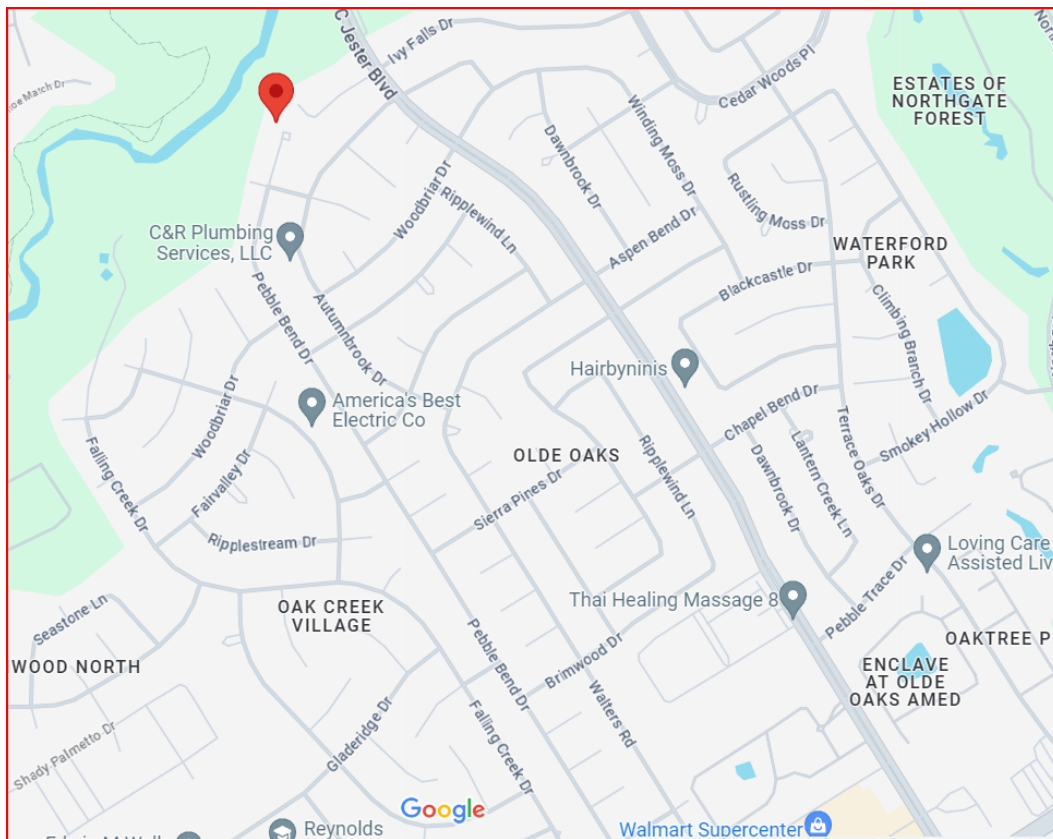 C Jester Blvd
Ivy Falls Dr
Cedar Woods Pl
ESTATES OF
NORTHGATE
FOREST
Match Dr
Winding Moss Dr
Dawnbrook Dr
Rustling Moss Dr
Woodbriar Dr
Ripplewind Ln
Aspen Bend Dr
C&R Plumbing
Services, LLC
WATERFORD
PARK
Blackcastle Dr
Pebble Bend Dr
Autumnbrook Dr
Climbing Branch Dr
Hairbyninis
America's Best
Electric Co
Chapel Bend Dr
Woodbriar Dr
Falling Creek Dr
Fairvalley Dr
OLDE OAKS
Sierra Pines Dr
Ripplewind Ln
Dawnbrook Dr
Lantern Creek Ln
Terrace Oaks Dr
Smokey Hollow Dr
Ripplestream Dr
Loving Care
Assisted Liv
Seastone Ln
OAK CREEK
VILLAGE
Thai Healing Massage 8
Pebble Trace Dr
OAKTREE P
WOOD NORTH
Pebble Bend Dr
Brimwood Dr
ENCLAVE
AT OLDE
OAKS AMED
Shady Palmetto Dr
Gladeridge Dr
Falling Creek Dr
Walters Rd
Google
Reynolds
Walmart Supercenter